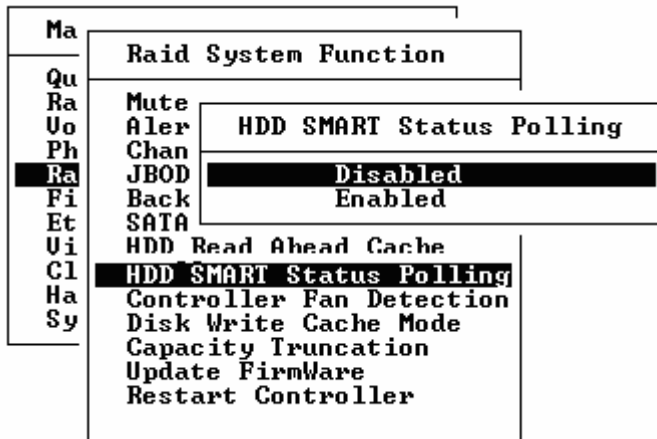 Ma
Raid System Function
Qu
Ra
Vo
Ph
Ra
Fi
Et
Vi
Cl
Ha
Sy
Mute
Aler
Chan
JBOD
Back
SATA
HDD Read Ahead Cache
HDD SMART Status Polling
Controller Fan Detection
Disk Write Cache Mode
Capacity Truncation
Update FirmWare
Restart Controller
HDD SMART Status Polling
Disabled
Enabled